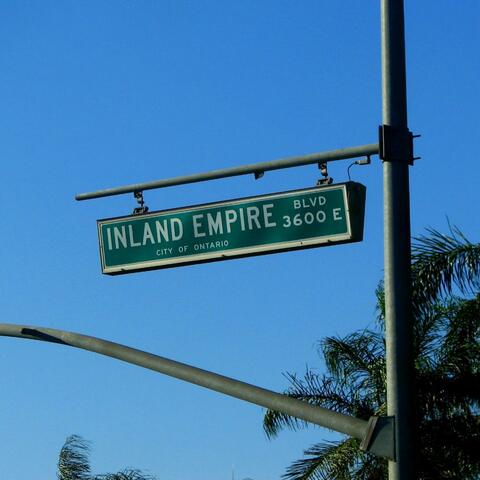 INLAND EMPIRE BLVD
3600 E
CITY OF ONTARIO